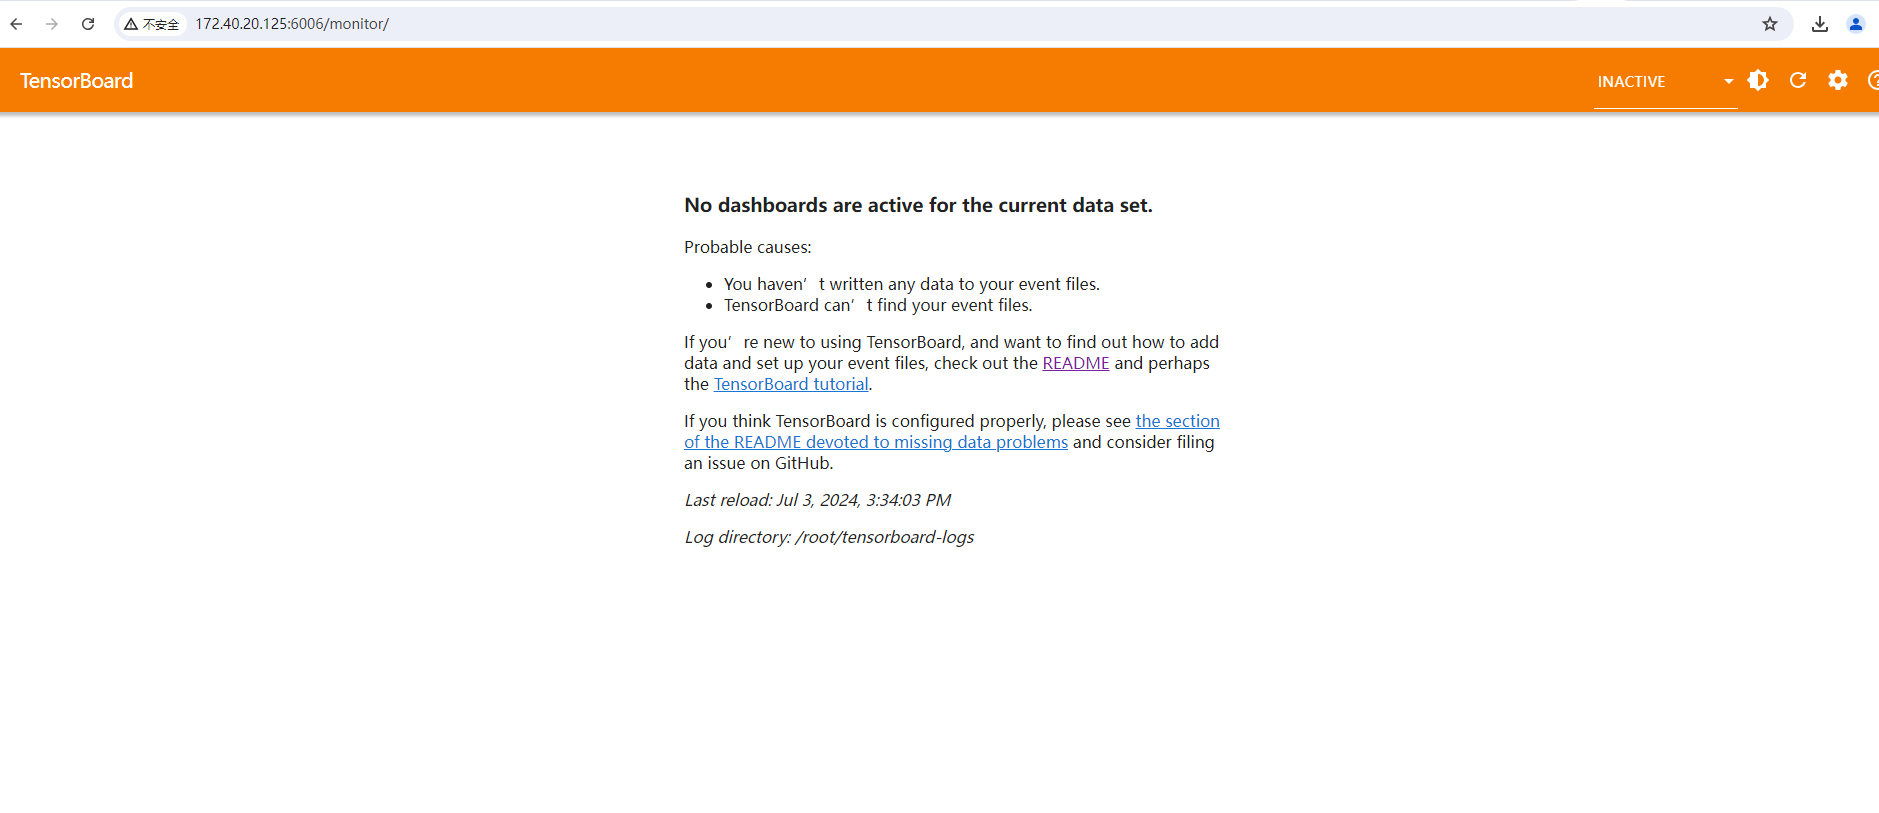 不安全 172.40.20.125:6006/monitor/
TensorBoard INACTIVE
No dashboards are active for the current data set.
Probable causes:
You haven’t written any data to your event files.
TensorBoard can’t find your event files.
If you’re new to using TensorBoard, and want to find out how to add
data and set up your event files, check out the README and perhaps
the TensorBoard tutorial.
If you think TensorBoard is configured properly, please see the section
of the README devoted to missing data problems and consider filing
an issue on GitHub.
Last reload: Jul 3, 2024, 3:34:03 PM
Log directory: /root/tensorboard-logs